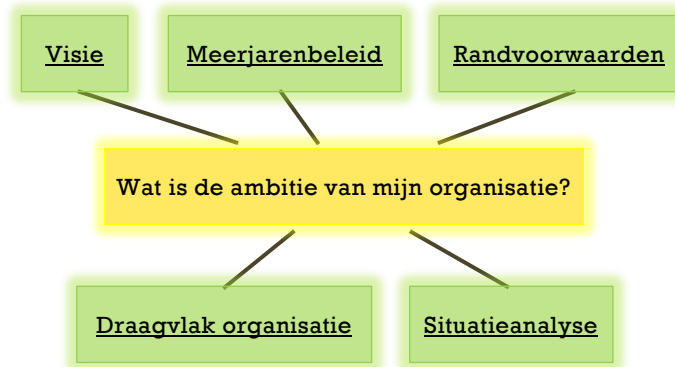 Visie
Meerjarenbeleid
Randvoorwaarden
Wat is de ambitie van mijn organisatie?
Draagvlak organisatie
Situatieanalyse